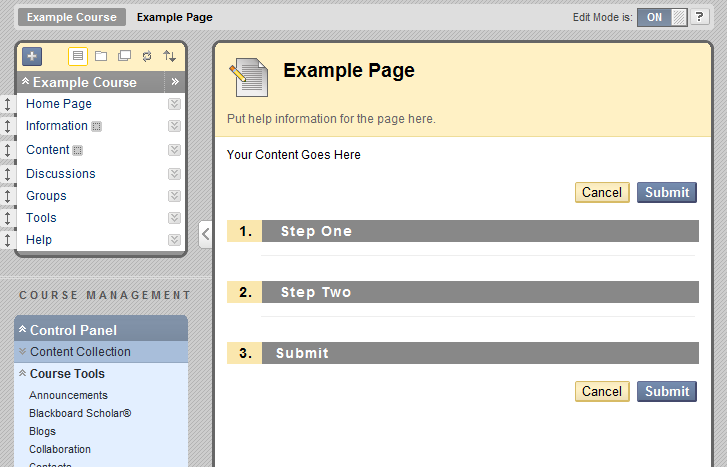 Example Course Example Page Edit Mode is: ON ?
Example Course
Home Page
Information
Content
Discussions
Groups
Tools
Help
COURSE MANAGEMENT
Control Panel
Content Collection
Course Tools
Announcements
Blackboard Scholar®
Blogs
Collaboration
Contacts
Example Page
Put help information for the page here.
Your Content Goes Here
Cancel Submit
1. Step One
2. Step Two
3. Submit
Cancel Submit